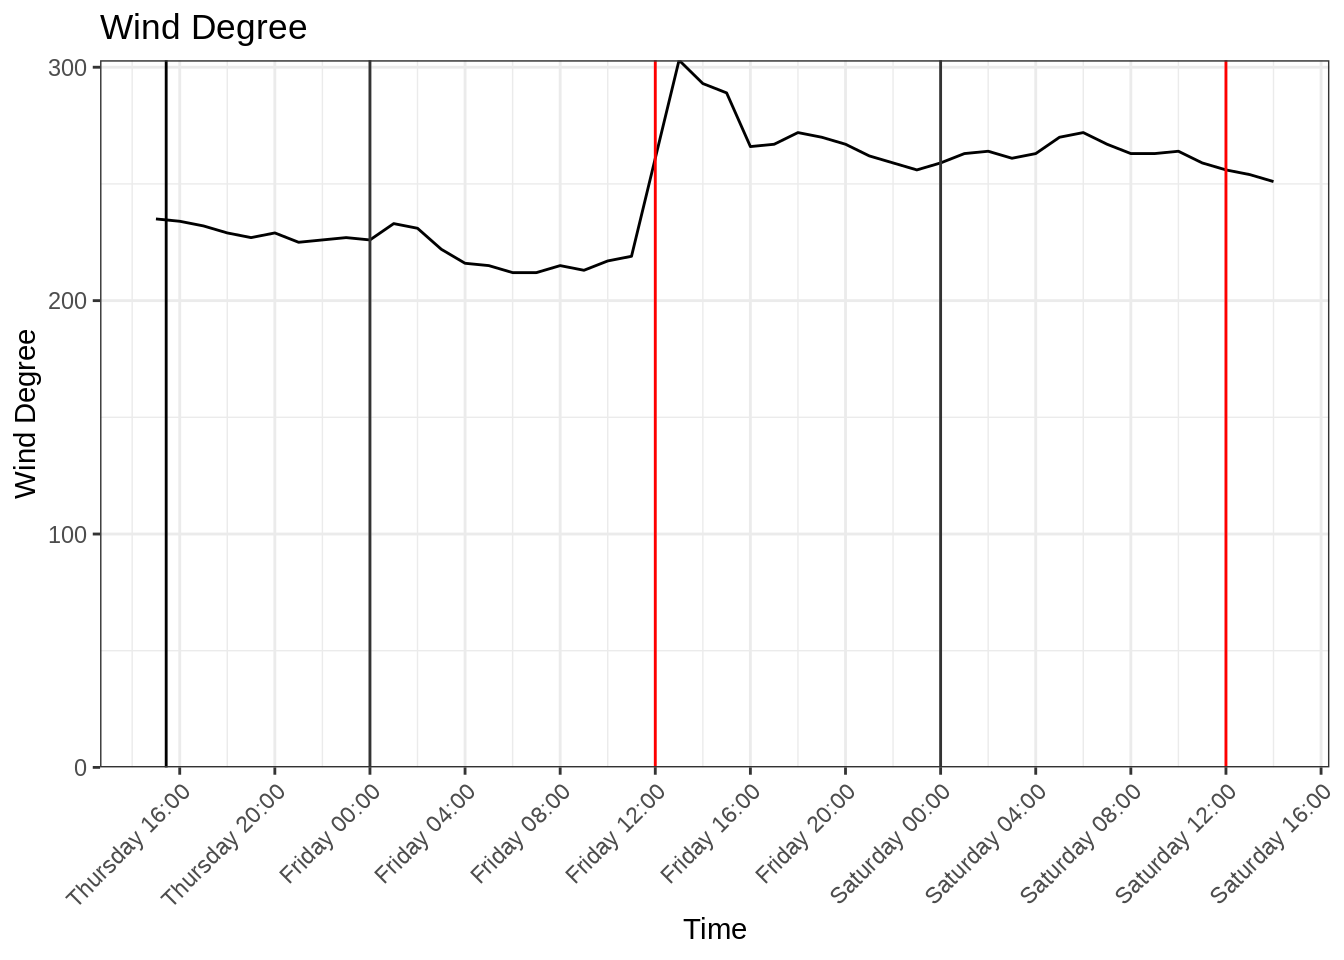 Wind Degree
300
200
100
0
Wind Degree
Thursday 16:00
Thursday 20:00
Friday 00:00
Friday 04:00
Friday 08:00
Friday 12:00
Friday 16:00
Friday 20:00
Saturday 00:00
Saturday 04:00
Saturday 08:00
Saturday 12:00
Saturday 16:00
Time